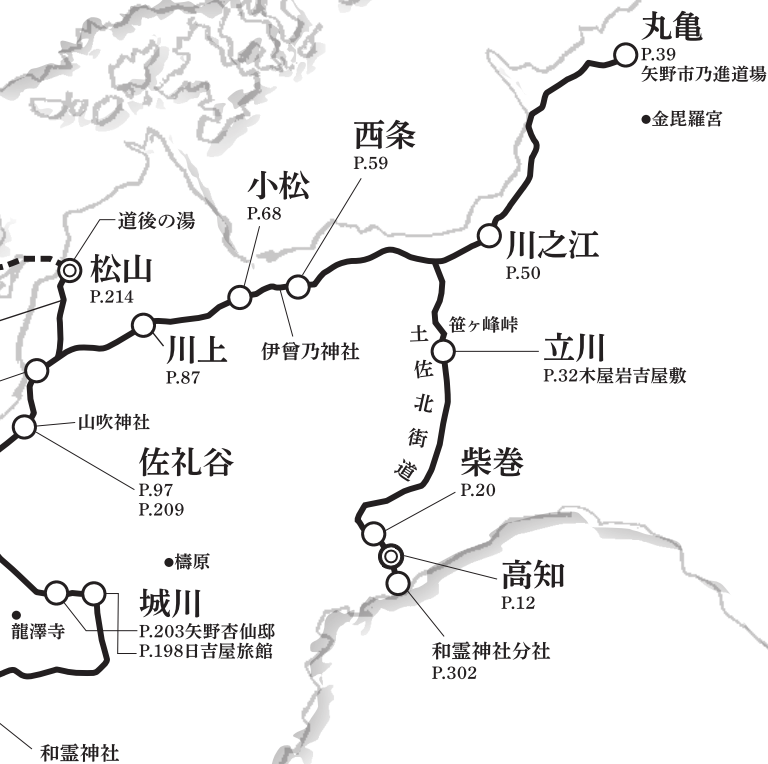 丸亀
P.39
矢野市乃進道場
●金毘羅宮
西条
P.59
小松
P.68
道後の湯
松山
P.214
川之江
P.50
川上
P.87
伊曾乃神社
笹ヶ峰峠
土佐北街道
立川
P.32木屋岩吉屋敷
山吹神社
佐礼谷
P.97
P.209
柴巻
P.20
●檮原
高知
P.12
城川
P.203矢野杏仙邸
P.198日吉屋旅館
龍澤寺
和霊神社分社
P.302
和霊神社